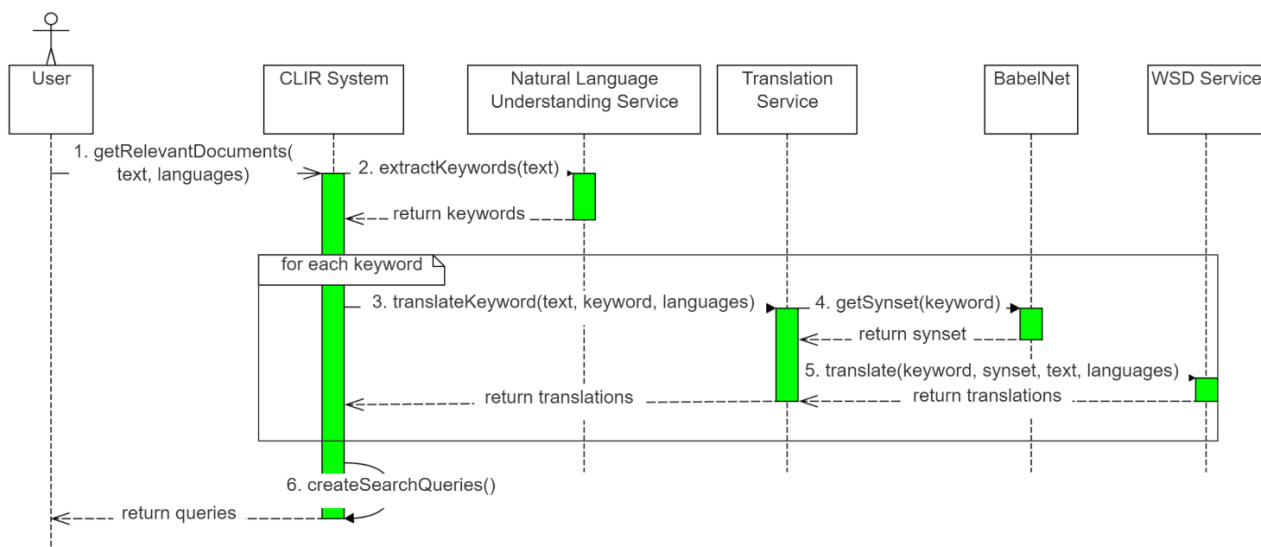 User
CLIR System
Natural Language
Understanding Service
Translation
Service
BabelNet
WSD Service
1. getRelevantDocuments(
text, languages)
2. extractKeywords(text)
return keywords
for each keyword
3. translateKeyword(text, keyword, languages)
4. getSynset(keyword)
return synset
5. translate(keyword, synset, text, languages)
return translations
return translations
6. createSearchQueries()
return queries